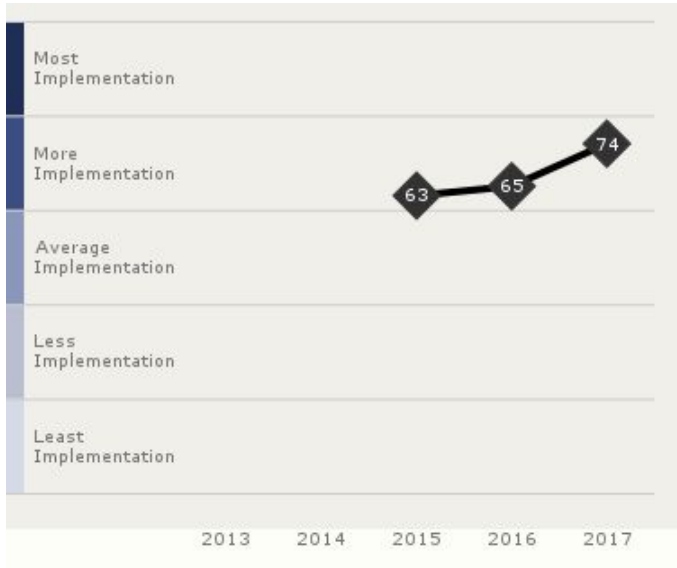 Most
Implementation
More
Implementation
74
65
63
Average
Implementation
Less
Implementation
Least
Implementation
2013 2014 2015 2016 2017